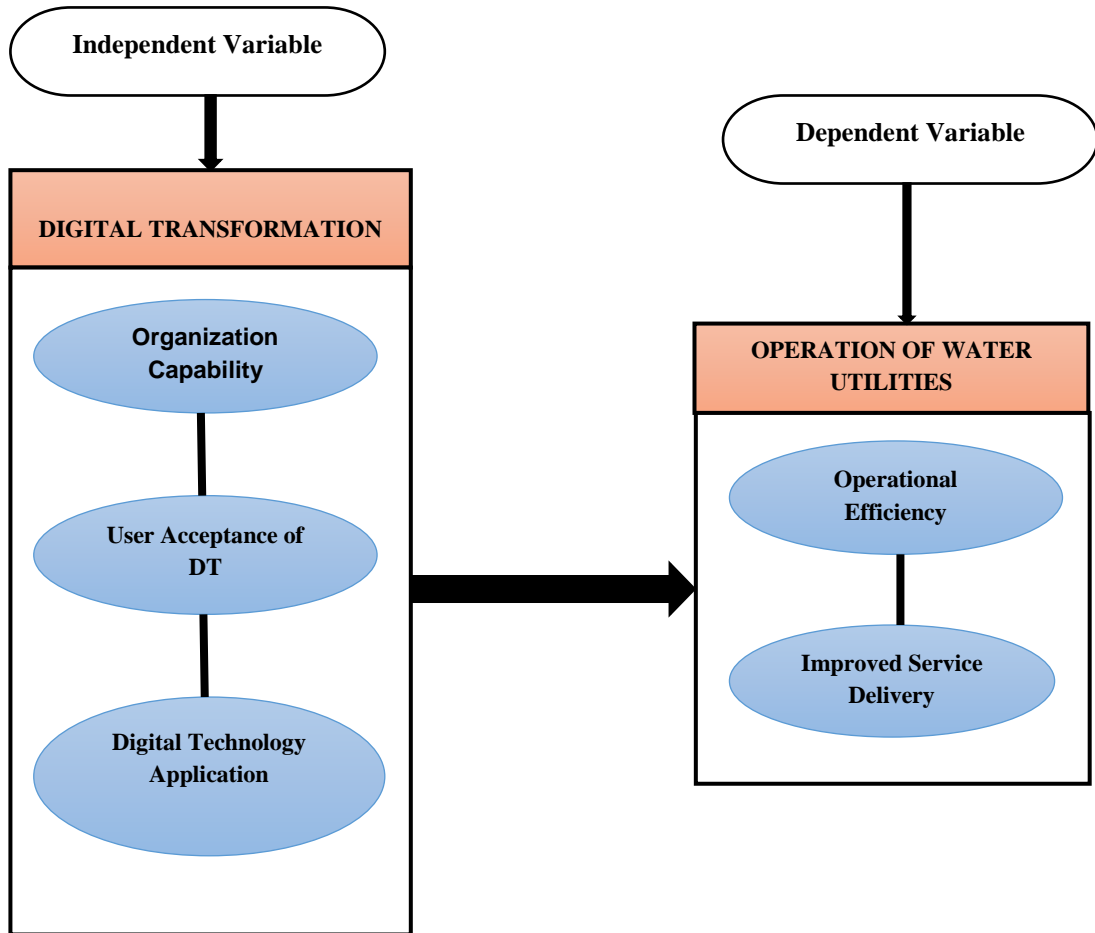 Independent Variable
DIGITAL TRANSFORMATION
Organization
Capability
User Acceptance of
DT
Digital Technology
Application
Dependent Variable
OPERATION OF WATER
UTILITIES
Operational
Efficiency
Improved Service
Delivery